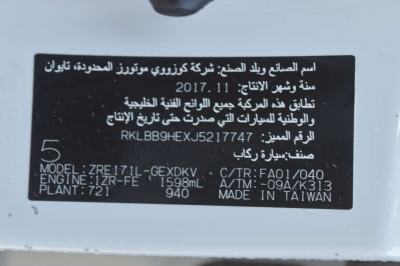 اسم الصانع وبلد الصنع: شركة كوزووي موتورز المحدودة، تايوان
سنة وشهر الانتاج: 2017.11
تطابق هذه المركبة جميع اللوائح الفنية الخليجية
والوطنية للسيارات التي صدرت حتى تاريخ الإنتاج
الرقم المميز: RKLBB9HEXJ5217747
صنف:سيارة ركاب
5
MODEL:ZRE171L-GEXDKV C/TR:FA01/040
ENGINE:1ZR-FE 1598mL A/TM:-09A/K313
PLANT:721 940 MADE IN TAIWAN